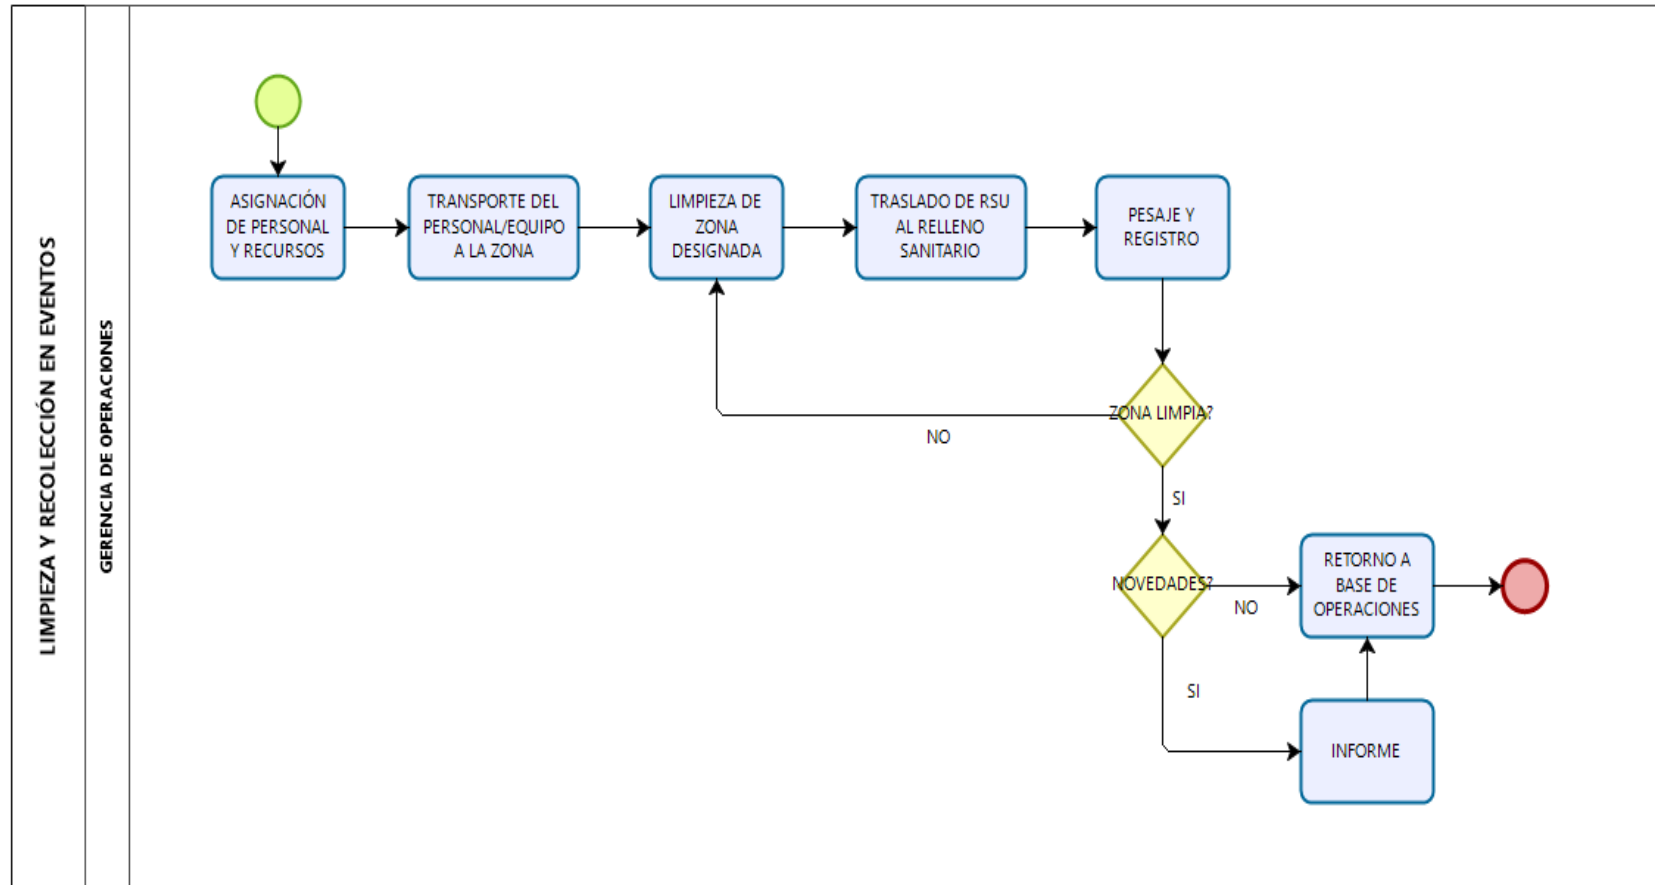 LIMPIEZA Y RECOLECCIÓN EN EVENTOS
GERENCIA DE OPERACIONES
ASIGNACIÓN
DE PERSONAL
Y RECURSOS
TRANSPORTE DEL
PERSONAL/EQUIPO
A LA ZONA
LIMPIEZA DE
ZONA
DESIGNADA
TRASLADO DE RSU
AL RELLENO
SANITARIO
PESAJE Y
REGISTRO
ZONA LIMPIA?
NO
SI
NOVEDADES?
NO
RETORNO A
BASE DE
OPERACIONES
SI
INFORME